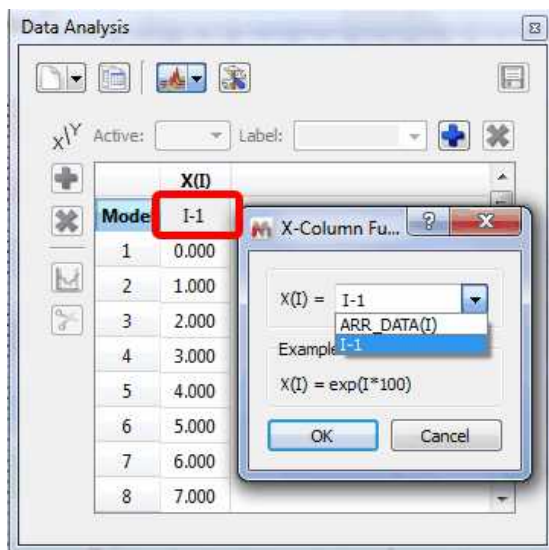 Data Analysis
X\Y Active: Label:
X(I)
Mode I-1
1 0.000
2 1.000
3 2.000
4 3.000
5 4.000
6 5.000
7 6.000
8 7.000
X-Column Fu...
X(I) = I-1
ARR_DATA(I)
I-1
Example
X(I) = exp(I*100)
OK Cancel